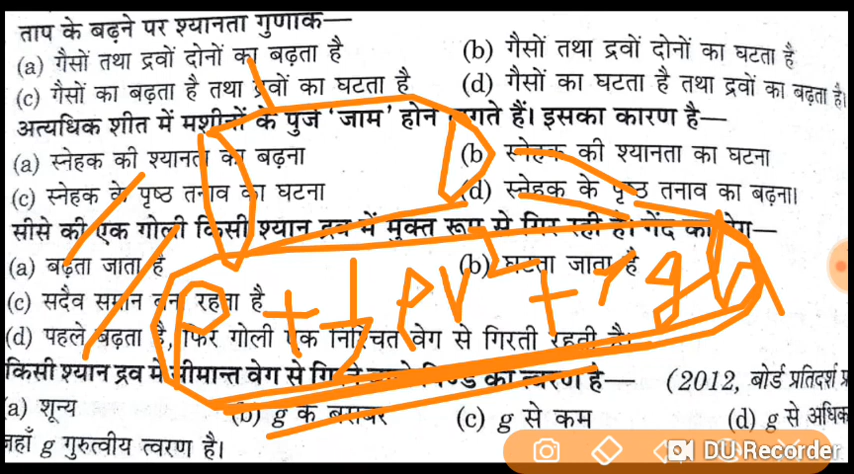 ताप के बढ़ने पर श्यानता गुणांक—
(a) गैसों तथा द्रवों दोनों का बढ़ता है (b) गैसों तथा द्रवों दोनों का घटता है
(c) गैसों का बढ़ता है तथा द्रवों का घटता है (d) गैसों का घटता है तथा द्रवों का बढ़ता है।
अत्यधिक शीत में मशीनों के पुर्जे 'जाम' होने लगते हैं। इसका कारण है—
(a) स्नेहक की श्यानता का बढ़ना (b) स्नेहक की श्यानता का घटना
(c) स्नेहक के पृष्ठ तनाव का घटना (d) स्नेहक के पृष्ठ तनाव का बढ़ना।
सीसे की एक गोली किसी श्यान द्रव में मुक्त रूप से गिर रही है। गेंद का वेग—
(a) बढ़ता जाता है (b) घटता जाता है
(c) सदैव समान बना रहता है
P + 1/2 ρv² + ρgh
(d) पहले बढ़ता है, फिर गोली एक निश्चित वेग से गिरती रहती है।
किसी श्यान द्रव में सीमान्त वेग से का त्वरण है— (2012, बोर्ड प्रतिदर्श
a) शून्य (b) g के बराबर (c) g से कम (d) g से अधिक
जहाँ g गुरुत्वीय त्वरण है।
DU Recorder